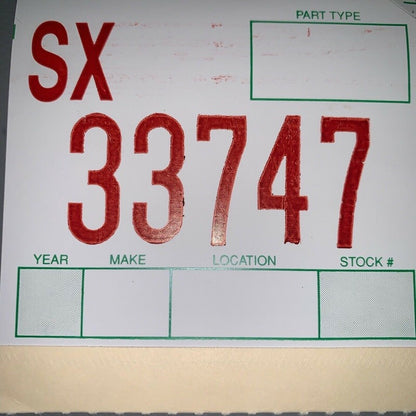 PART TYPE
SX
33747
YEAR MAKE LOCATION STOCK #